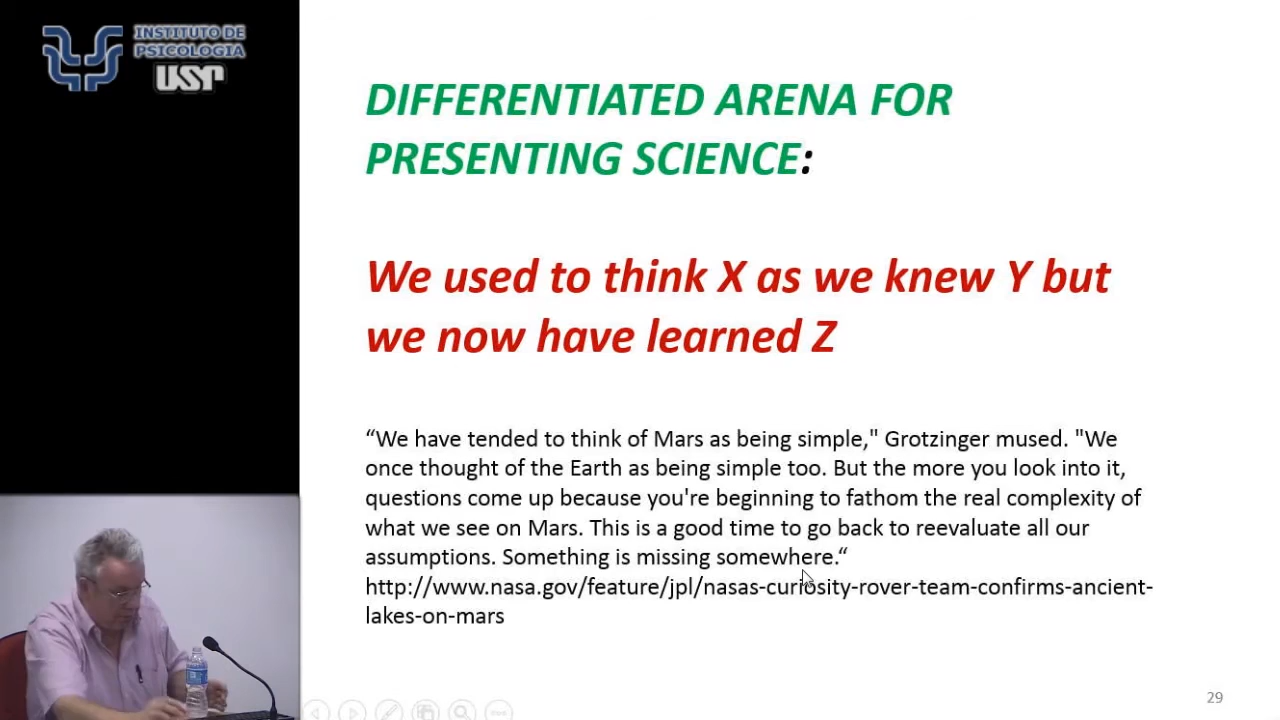 INSTITUTO DE
PSICOLOGIA
USP
DIFFERENTIATED ARENA FOR
PRESENTING SCIENCE:
We used to think X as we knew Y but
we now have learned Z
“We have tended to think of Mars as being simple," Grotzinger mused. "We
once thought of the Earth as being simple too. But the more you look into it,
questions come up because you're beginning to fathom the real complexity of
what we see on Mars. This is a good time to go back to reevaluate all our
assumptions. Something is missing somewhere.“
http://www.nasa.gov/feature/jpl/nasas-curiosity-rover-team-confirms-ancient-
lakes-on-mars
29